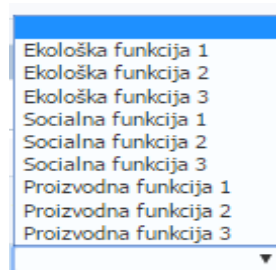 Ekološka funkcija 1
Ekološka funkcija 2
Ekološka funkcija 3
Socialna funkcija 1
Socialna funkcija 2
Socialna funkcija 3
Proizvodna funkcija 1
Proizvodna funkcija 2
Proizvodna funkcija 3